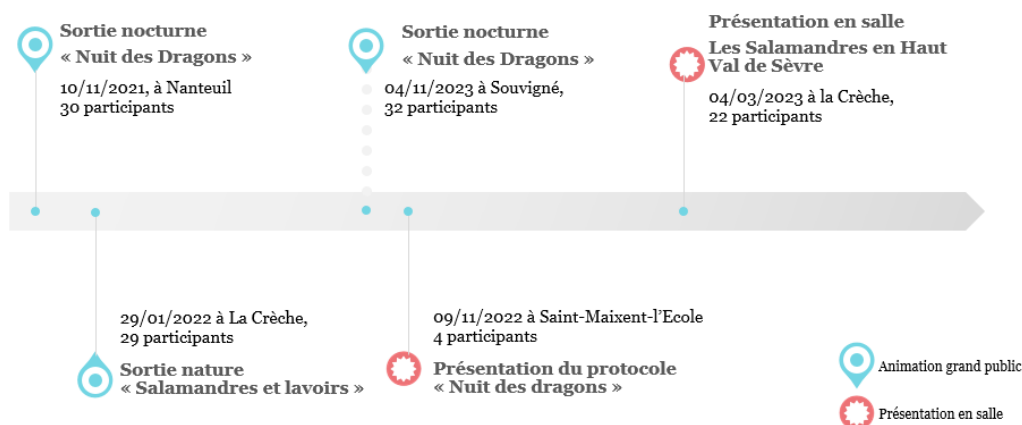 Sortie nocturne
« Nuit des Dragons »
10/11/2021, à Nanteuil
30 participants
Sortie nocturne
« Nuit des Dragons »
04/11/2023 à Souvigné,
32 participants
Présentation en salle
Les Salamandres en Haut
Val de Sèvre
04/03/2023 à la Crèche,
22 participants
29/01/2022 à La Crèche,
29 participants
Sortie nature
« Salamandres et lavoirs »
09/11/2022 à Saint-Maixent-l’Ecole
4 participants
Présentation du protocole
« Nuit des dragons »
Animation grand public
Présentation en salle